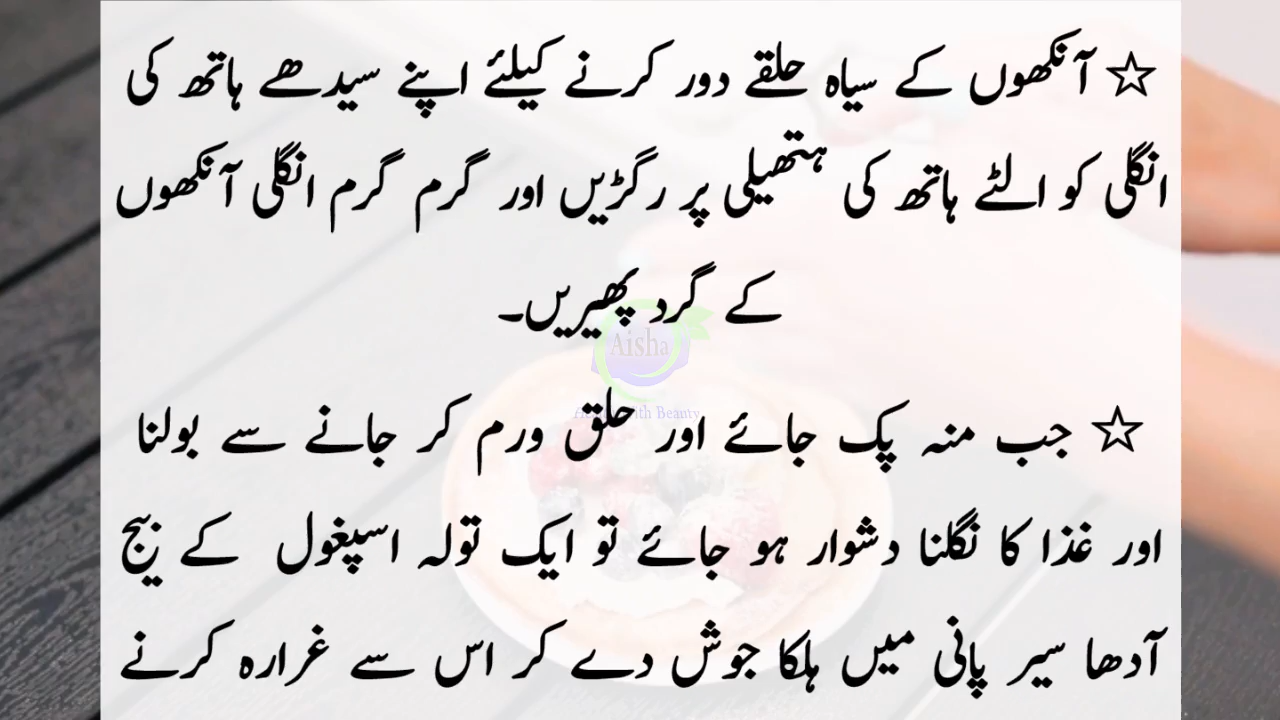 ☆ آنکھوں کے سیاہ حلقے دور کرنے کیلئے اپنے سیدھے ہاتھ کی
انگلی کو الٹے ہاتھ کی ہتھیلی پر رگڑیں اور گرم گرم انگلی آنکھوں
کے گرد پھیریں۔
Aisha
with Beauty
☆ جب منہ پک جائے اور حلق ورم کر جانے سے بولنا
اور غذا کا نگلنا دشوار ہو جائے تو ایک تولہ اسپغول کے بیج
آدھا سیر پانی میں ہلکا جوش دے کر اس سے غرارہ کرنے